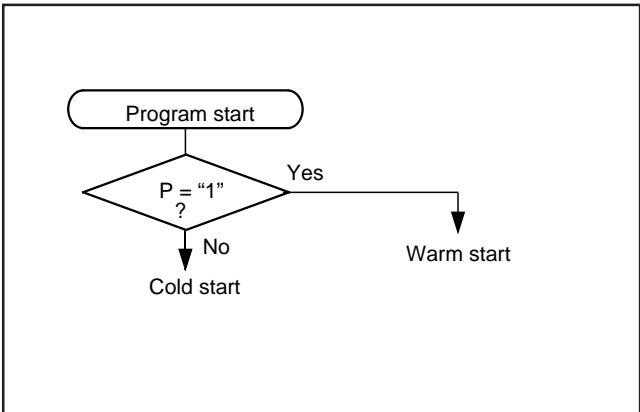 Program start
P = “1”
?
Yes
No
Warm start
Cold start